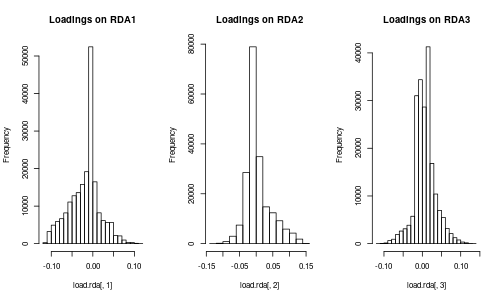 Loadings on RDA1
Frequency
0
10000
20000
30000
40000
50000
-0.10
0.00
0.10
load.rda[, 1]
Loadings on RDA2
Frequency
0
20000
40000
60000
80000
-0.15
-0.05
0.05
0.15
load.rda[, 2]
Loadings on RDA3
Frequency
0
10000
20000
30000
40000
-0.10
0.00
0.10
load.rda[, 3]